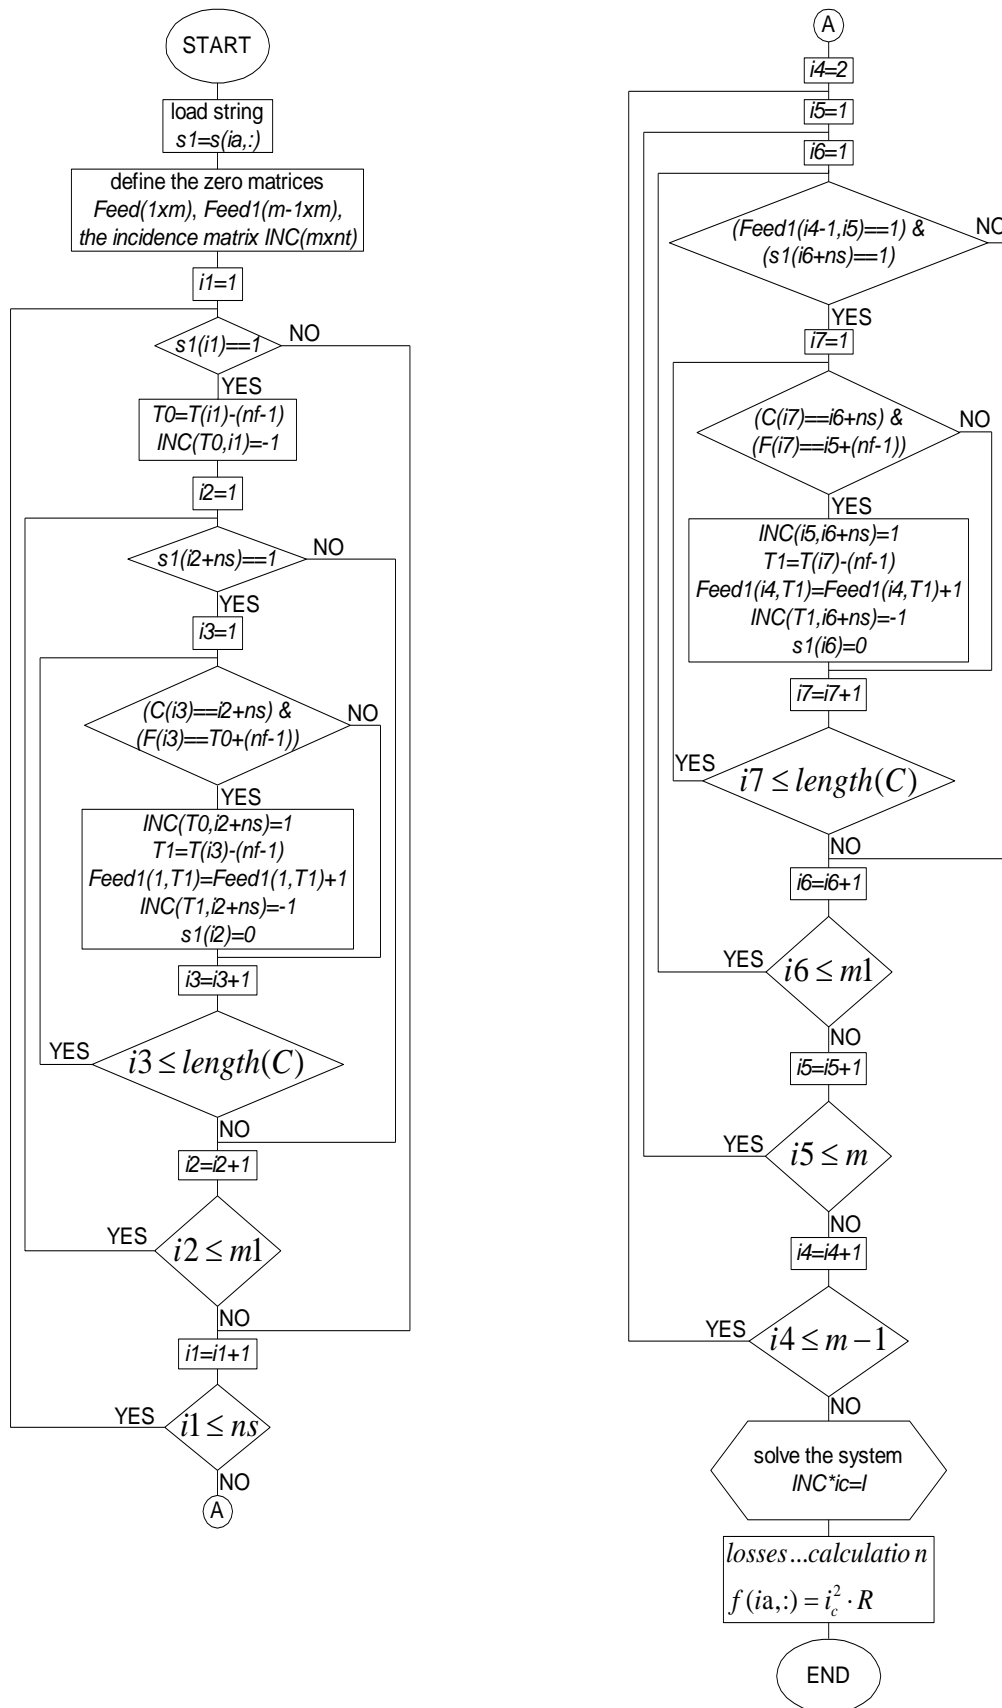 START
load string
s1=s(ia,:)
define the zero matrices
Feed(1xm), Feed1(m-1xm),
the incidence matrix INC(mxnt)
i1=1
s1(i1)==1
NO
YES
T0=T(i1)-(nf-1)
INC(T0,i1)=-1
i2=1
s1(i2+ns)==1
NO
YES
i3=1
(C(i3)==i2+ns) &
(F(i3)==T0+(nf-1))
NO
YES
INC(T0,i2+ns)=1
T1=T(i3)-(nf-1)
Feed1(1,T1)=Feed1(1,T1)+1
INC(T1,i2+ns)=-1
s1(i2)=0
i3=i3+1
YES
i3 ≤ length(C)
NO
i2=i2+1
YES
i2 ≤ m1
NO
i1=i1+1
YES
i1 ≤ ns
NO
A
A
i4=2
i5=1
i6=1
(Feed1(i4-1,i5)==1) &
(s1(i6+ns)==1)
NO
YES
i7=1
(C(i7)==i6+ns) &
(F(i7)==i5+(nf-1))
NO
YES
INC(i5,i6+ns)=1
T1=T(i7)-(nf-1)
Feed1(i4,T1)=Feed1(i4,T1)+1
INC(T1,i6+ns)=-1
s1(i6)=0
i7=i7+1
YES
i7 ≤ length(C)
NO
i6=i6+1
YES
i6 ≤ m1
NO
i5=i5+1
YES
i5 ≤ m
NO
i4=i4+1
YES
i4 ≤ m−1
NO
solve the system
INC*ic=I
losses...calculation
f(ia,:) = i_c^2 · R
END